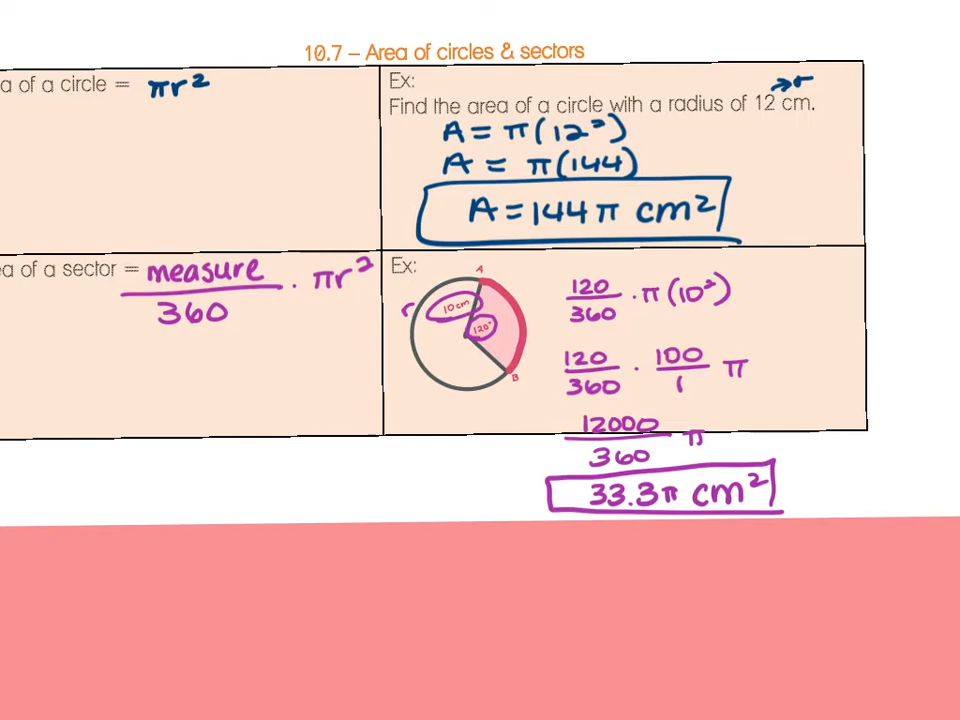 10.7 – Area of circles & sectors
a of a circle = πr²
Ex:
→r
Find the area of a circle with a radius of 12 cm.
A = π(12²)
A = π(144)
A = 144π cm²
ea of a sector = measure/360 · πr²
Ex:
A
r
10cm
120°
B
120/360 · π(10²)
120/360 · 100/1 π
12000/360 π
33.3π cm²